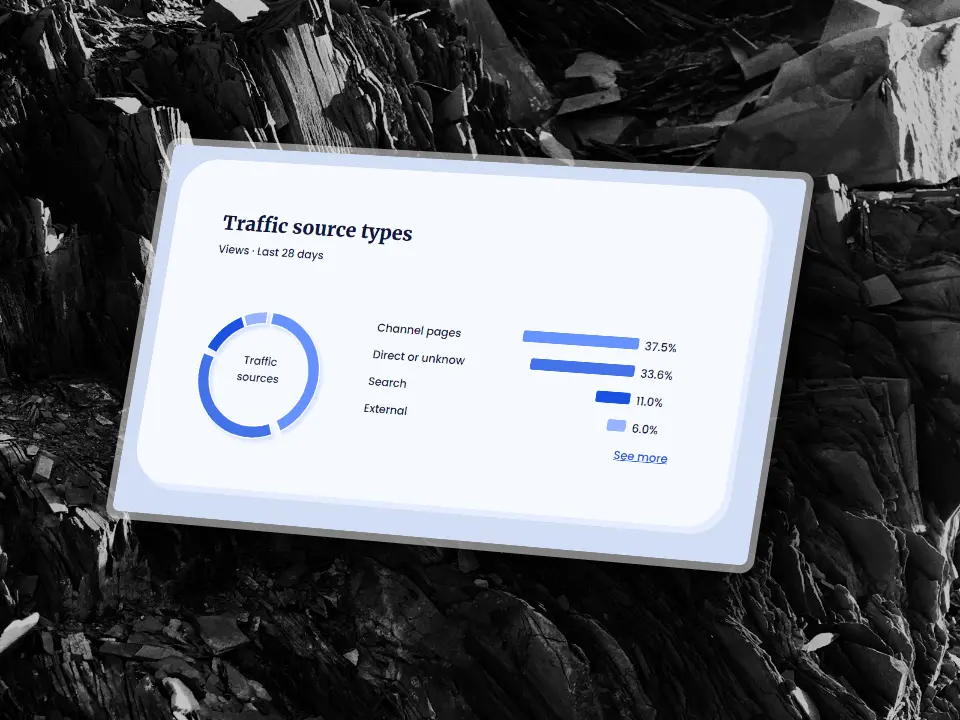 Traffic source types
Views · Last 28 days
Traffic
sources
Channel pages 37.5%
Direct or unknow 33.6%
Search 11.0%
External 6.0%
See more